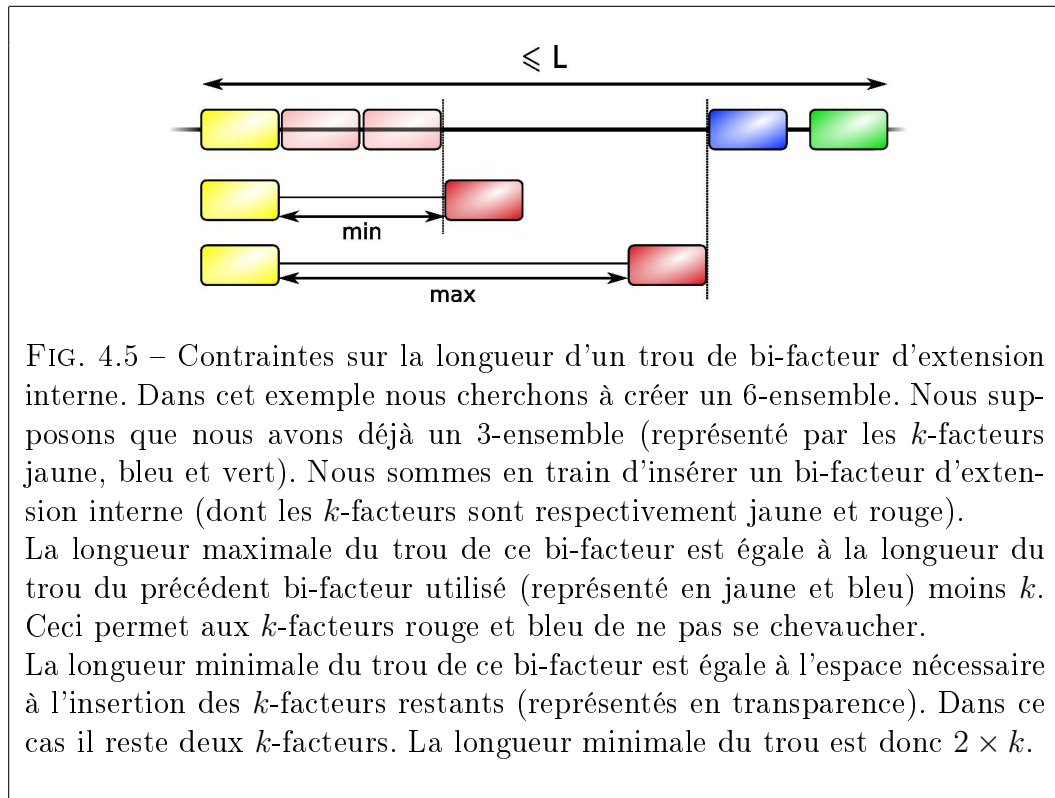 ⩽ L
min
max
FIG. 4.5 – Contraintes sur la longueur d'un trou de bi-facteur d'extension
interne. Dans cet exemple nous cherchons à créer un 6-ensemble. Nous sup-
posons que nous avons déjà un 3-ensemble (représenté par les k-facteurs
jaune, bleu et vert). Nous sommes en train d'insérer un bi-facteur d'exten-
sion interne (dont les k-facteurs sont respectivement jaune et rouge).
La longueur maximale du trou de ce bi-facteur est égale à la longueur du
trou du précédent bi-facteur utilisé (représenté en jaune et bleu) moins k.
Ceci permet aux k-facteurs rouge et bleu de ne pas se chevaucher.
La longueur minimale du trou de ce bi-facteur est égale à l'espace nécessaire
à l'insertion des k-facteurs restants (représentés en transparence). Dans ce
cas il reste deux k-facteurs. La longueur minimale du trou est donc 2 × k.